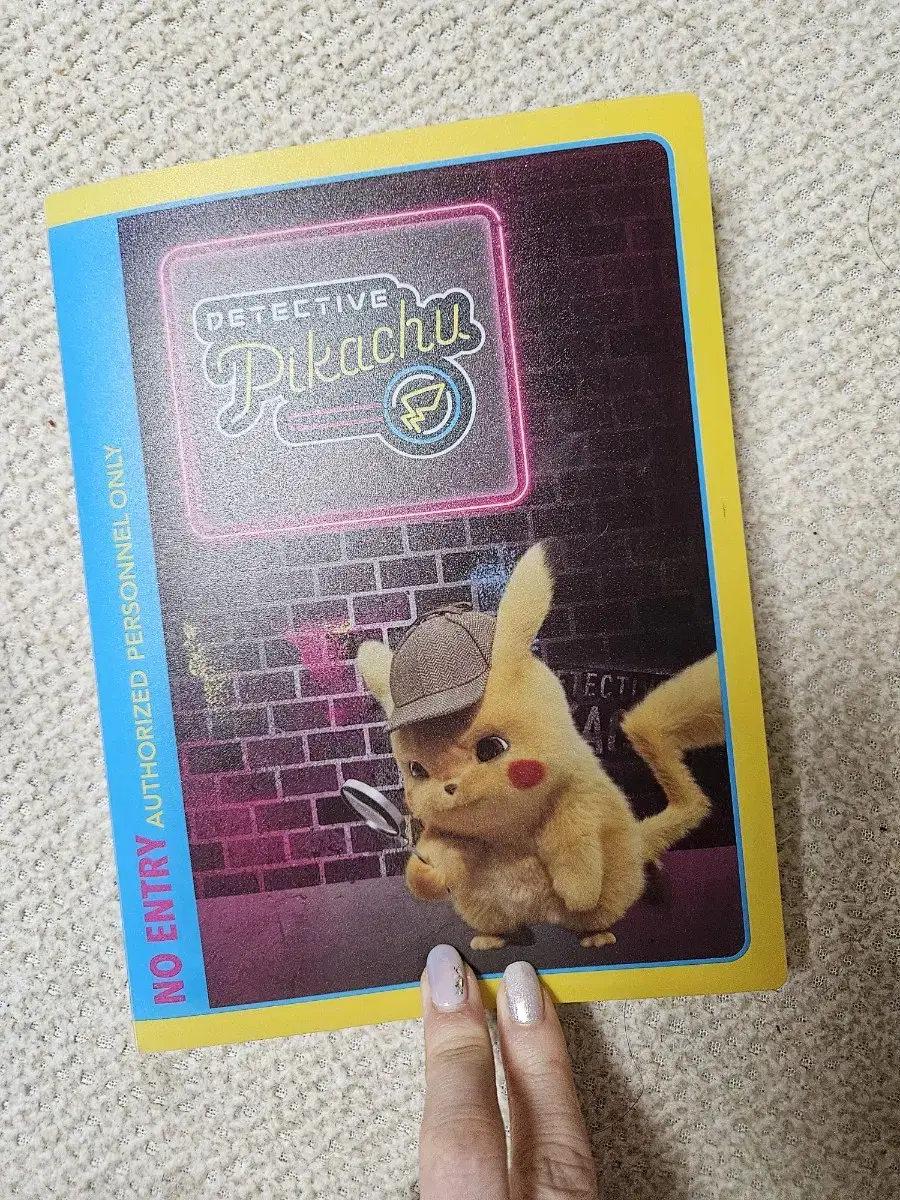 DETECTIVE
Pikachu
NO ENTRY AUTHORIZED PERSONNEL ONLY